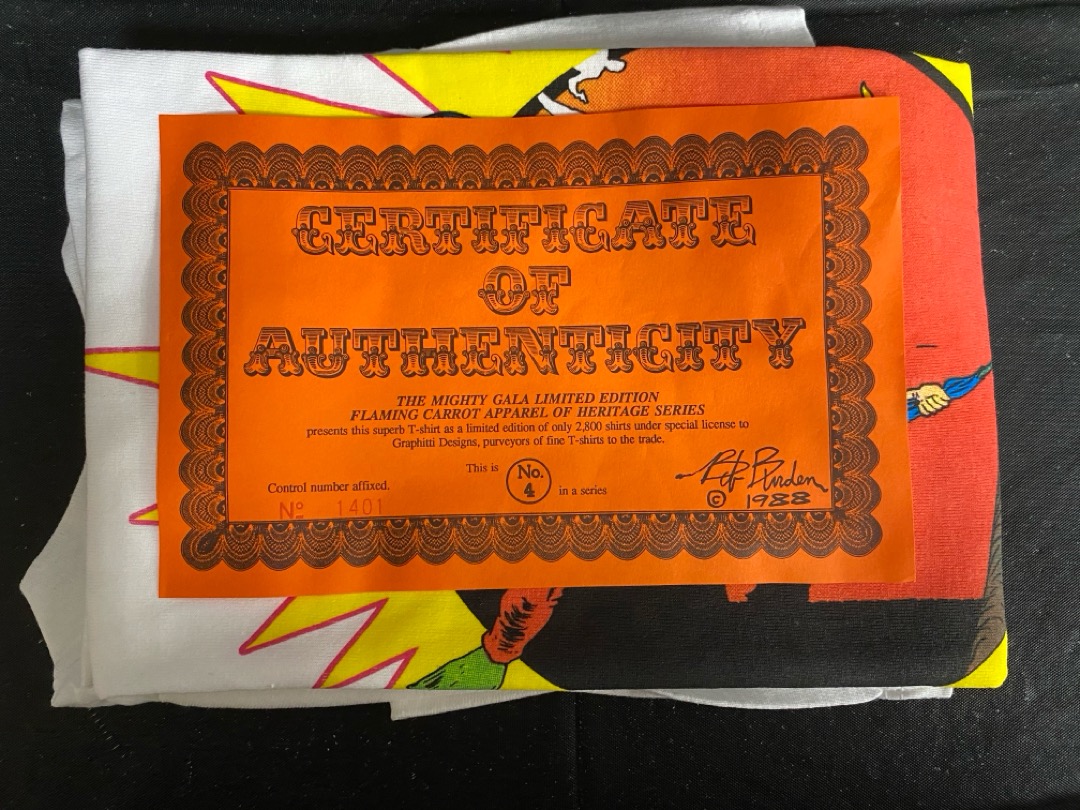 CERTIFICATE
OF
AUTHENTICITY
THE MIGHTY GALA LIMITED EDITION
FLAMING CARROT APPAREL OF HERITAGE SERIES
presents this superb T-shirt as a limited edition of only 2,800 shirts under special license to
Graphitti Designs, purveyors of fine T-shirts to the trade.
This is No. 4 in a series
Control number affixed.
Nº 1401
Bob Burden
© 1988